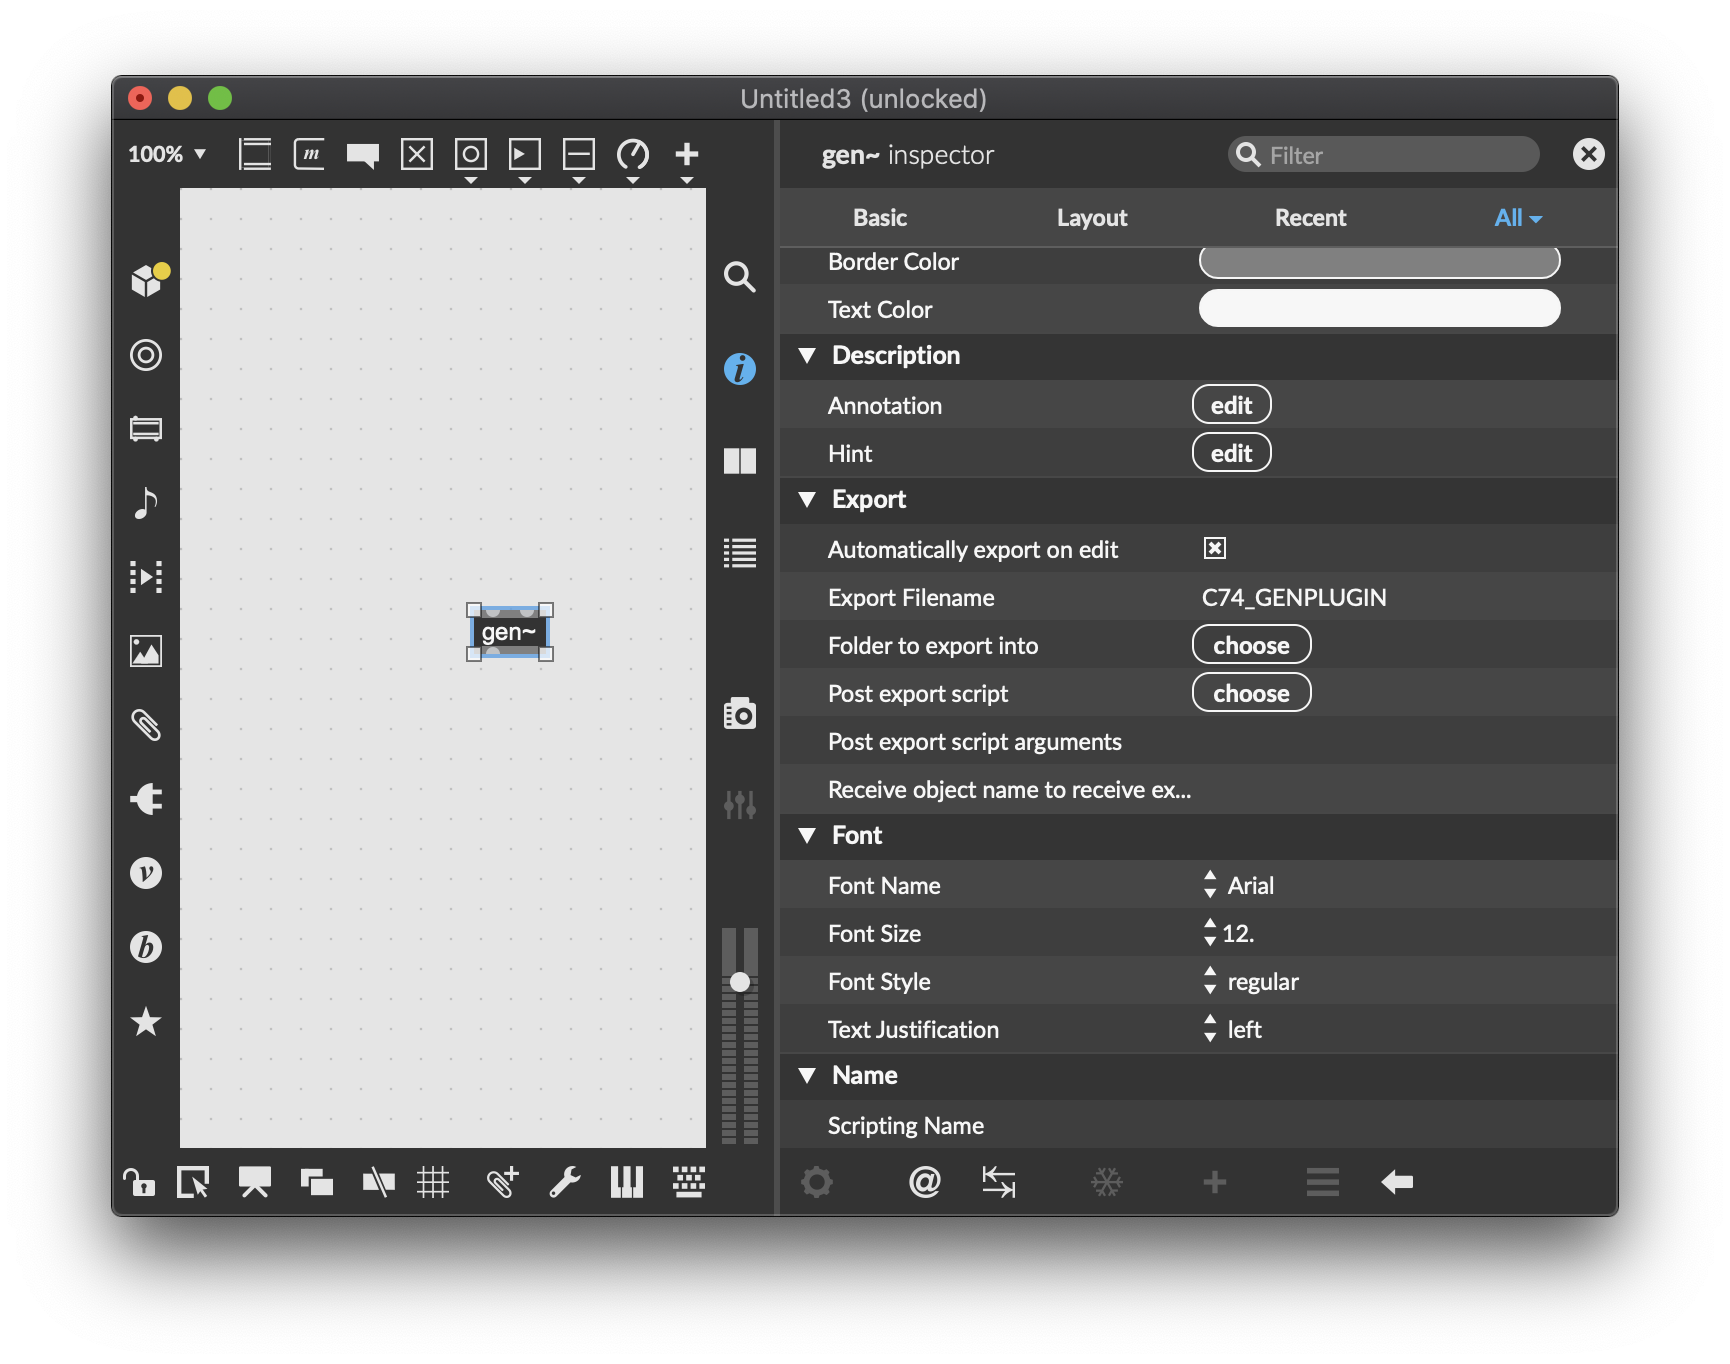 Untitled3 (unlocked)
100%
m
gen~ inspector
Filter
Basic Layout Recent All
Border Color
Text Color
Description
Annotation edit
Hint edit
Export
Automatically export on edit
Export Filename C74_GENPLUGIN
Folder to export into choose
Post export script choose
Post export script arguments
Receive object name to receive ex...
Font
Font Name Arial
Font Size 12.
Font Style regular
Text Justification left
Name
Scripting Name
gen~
i
v
b
@